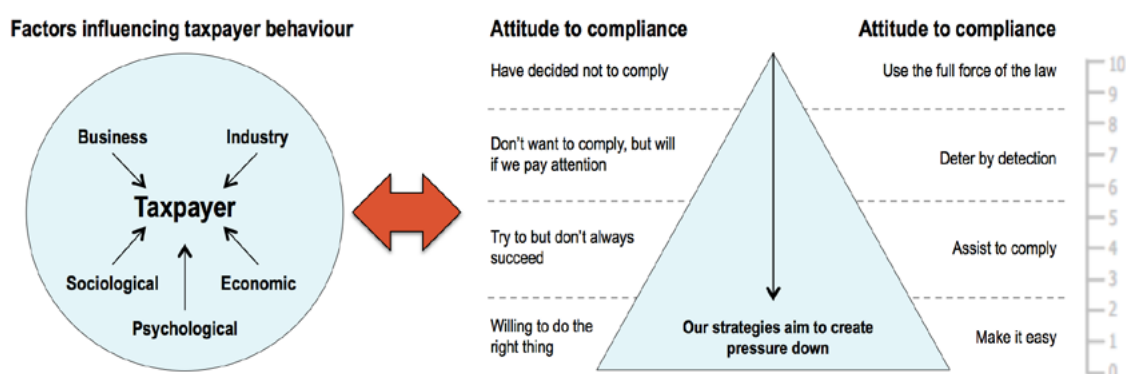 Factors influencing taxpayer behaviour
Business
Industry
Taxpayer
Sociological
Economic
Psychological
Attitude to compliance
Attitude to compliance
Have decided not to comply
Use the full force of the law
Don't want to comply, but will
if we pay attention
Deter by detection
Try to but don't always
succeed
Assist to comply
Willing to do the
right thing
Our strategies aim to create
pressure down
Make it easy
10
9
8
7
6
5
4
3
2
1
0